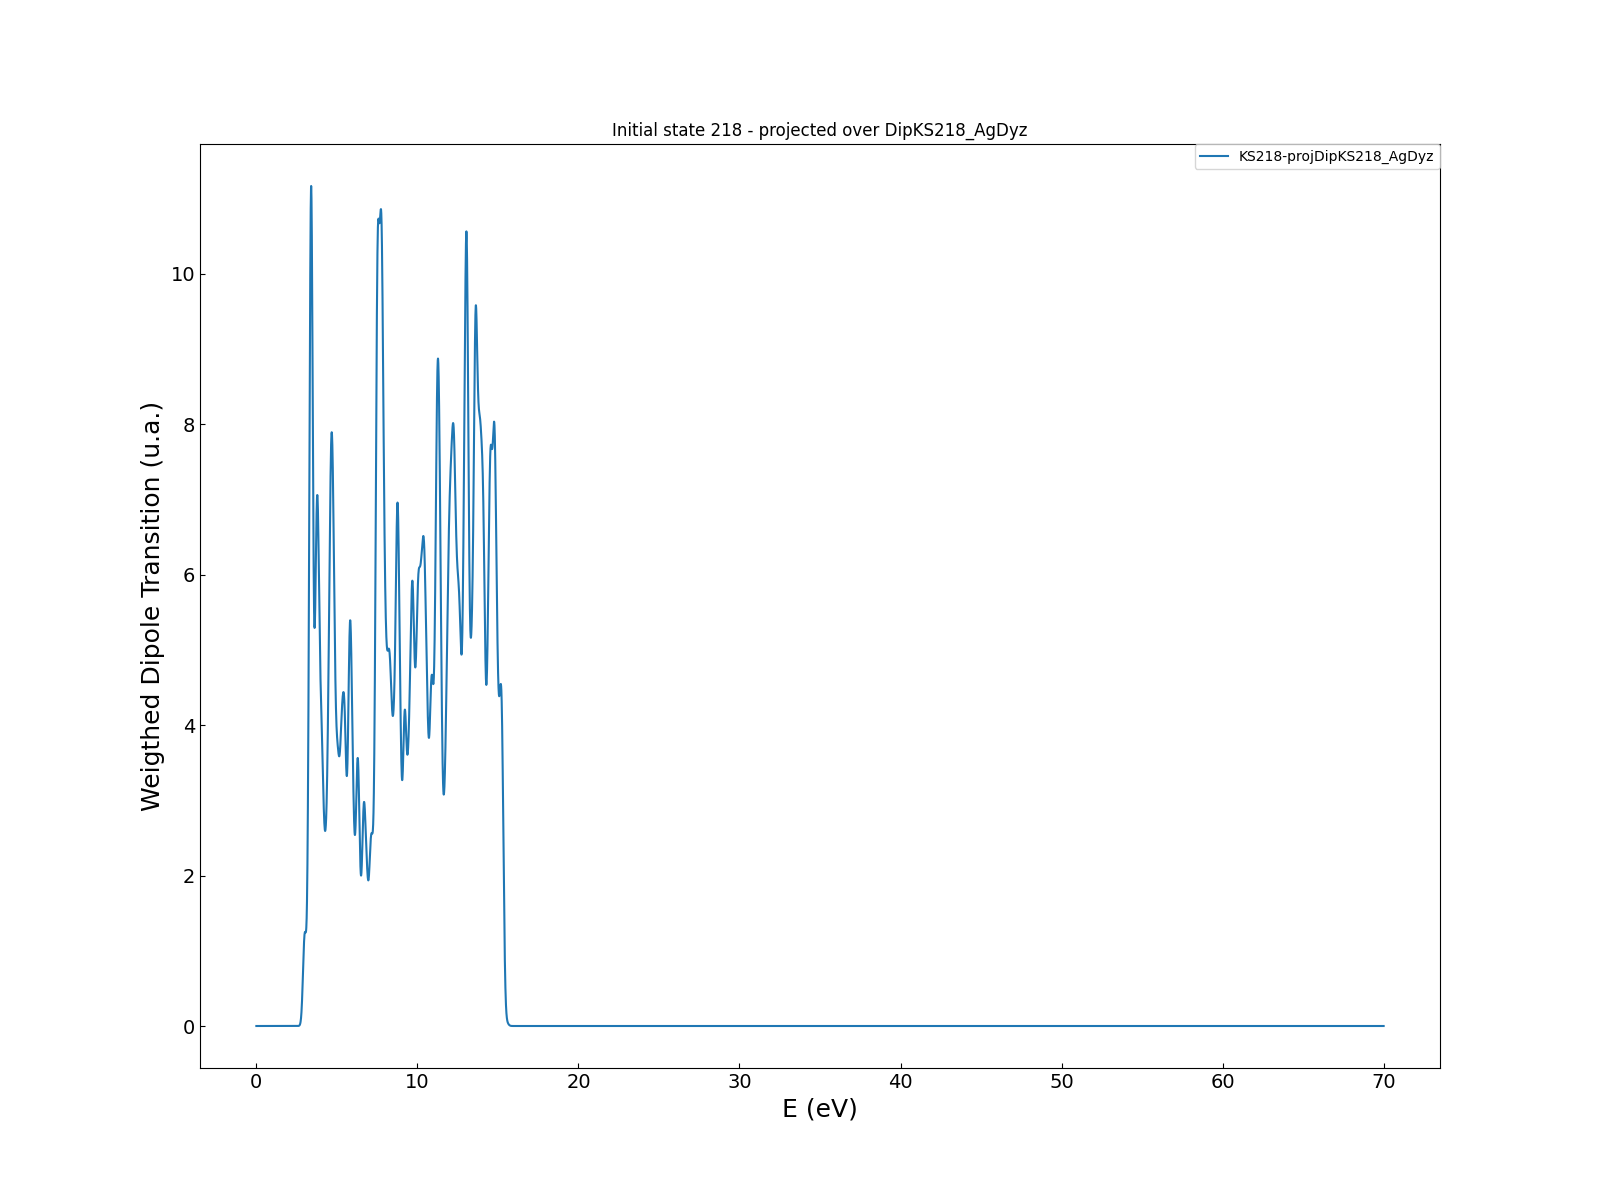 Initial state 218 - projected over DipKS218_AgDyz
KS218-projDipKS218_AgDyz
Weigthed Dipole Transition (u.a.)
10
8
6
4
2
0
0 10 20 30 40 50 60 70
E (eV)